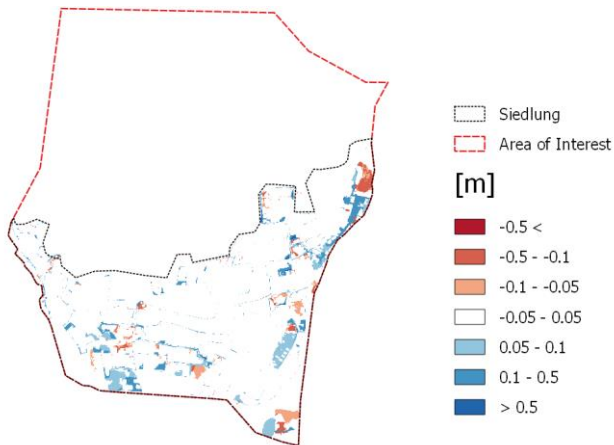 Siedlung
Area of Interest
[m]
-0.5 <
-0.5 - -0.1
-0.1 - -0.05
-0.05 - 0.05
0.05 - 0.1
0.1 - 0.5
> 0.5